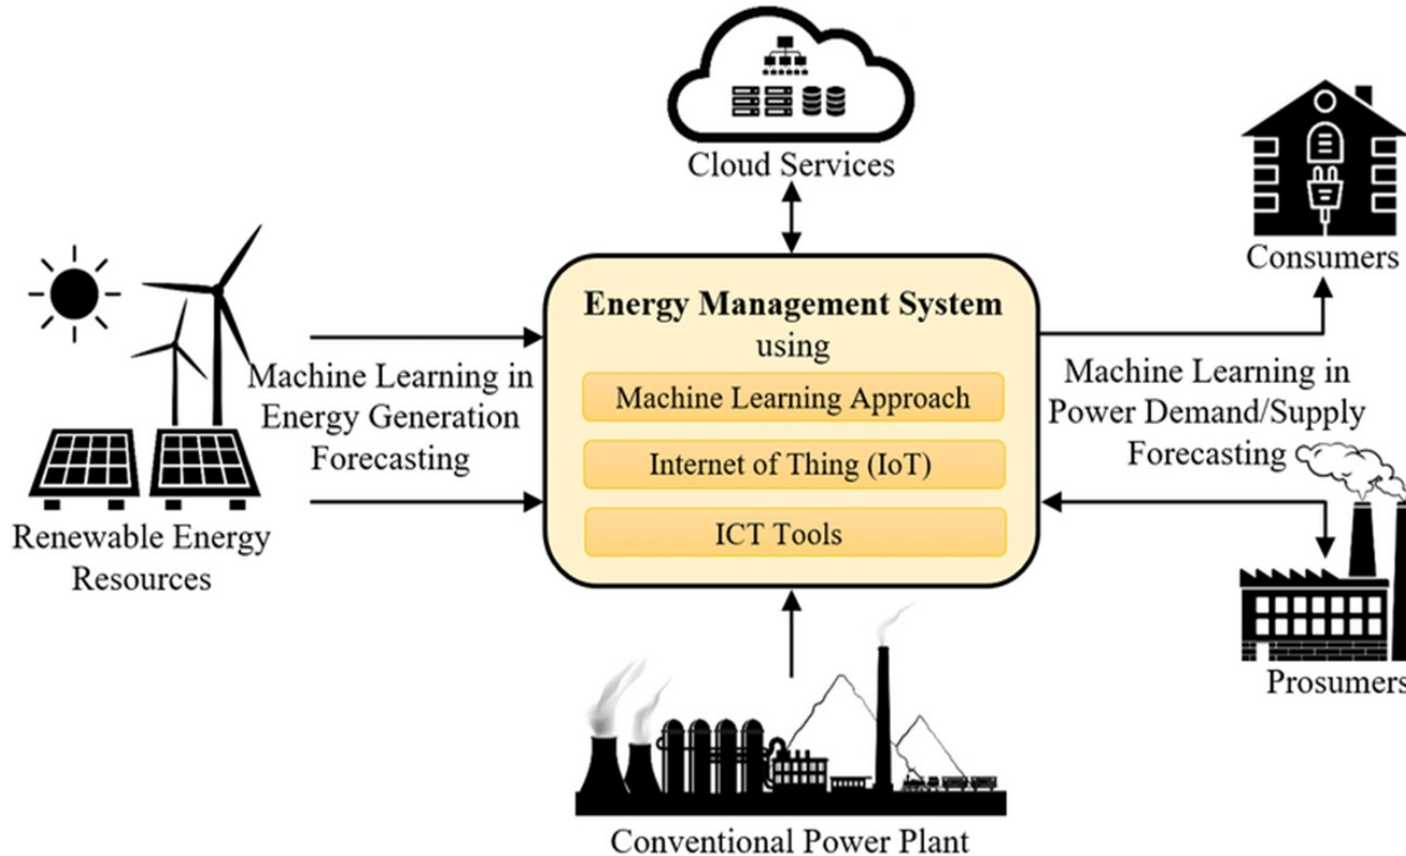 Cloud Services
Consumers
Energy Management System
using
Machine Learning Approach
Internet of Thing (IoT)
ICT Tools
Machine Learning in
Energy Generation
Forecasting
Machine Learning in
Power Demand/Supply
Forecasting
Renewable Energy
Resources
Prosumers
Conventional Power Plant